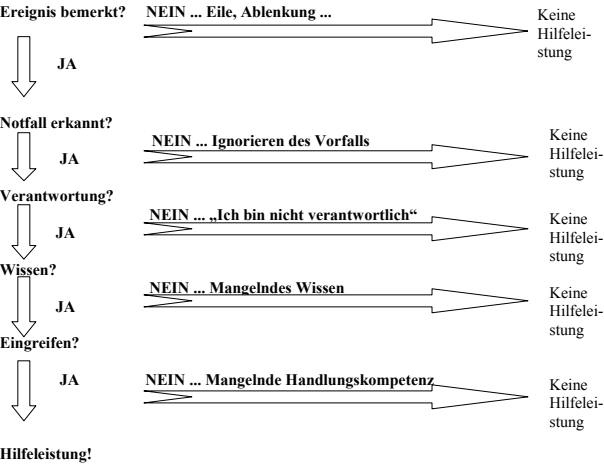 Ereignis bemerkt? NEIN ... Eile, Ablenkung ... Keine
Hilfelei-
stung
JA
Notfall erkannt?
NEIN ... Ignorieren des Vorfalls Keine
JA Hilfelei-
stung
Verantwortung?
NEIN ... „Ich bin nicht verantwortlich“ Keine
JA Hilfelei-
stung
Wissen?
NEIN ... Mangelndes Wissen Keine
JA Hilfelei-
stung
Eingreifen?
JA NEIN ... Mangelnde Handlungskompetenz Keine
Hilfelei-
stung
Hilfeleistung!